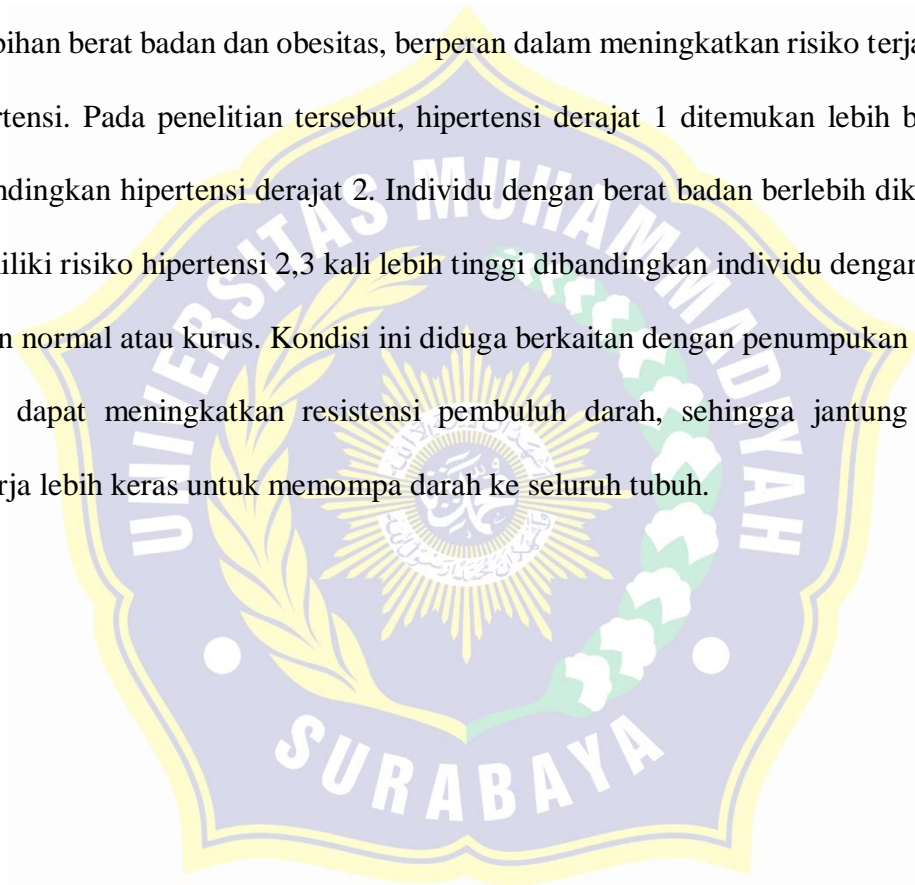 bihan berat badan dan obesitas, berperan dalam meningkatkan risiko terja
rtensi. Pada penelitian tersebut, hipertensi derajat 1 ditemukan lebih b
ndingkan hipertensi derajat 2. Individu dengan berat badan berlebih dik
iliki risiko hipertensi 2,3 kali lebih tinggi dibandingkan individu dengan
n normal atau kurus. Kondisi ini diduga berkaitan dengan penumpukan
dapat meningkatkan resistensi pembuluh darah, sehingga jantung
rja lebih keras untuk memompa darah ke seluruh tubuh.
UNIVERSITAS MUHAMMADIYAH
SURABAYA